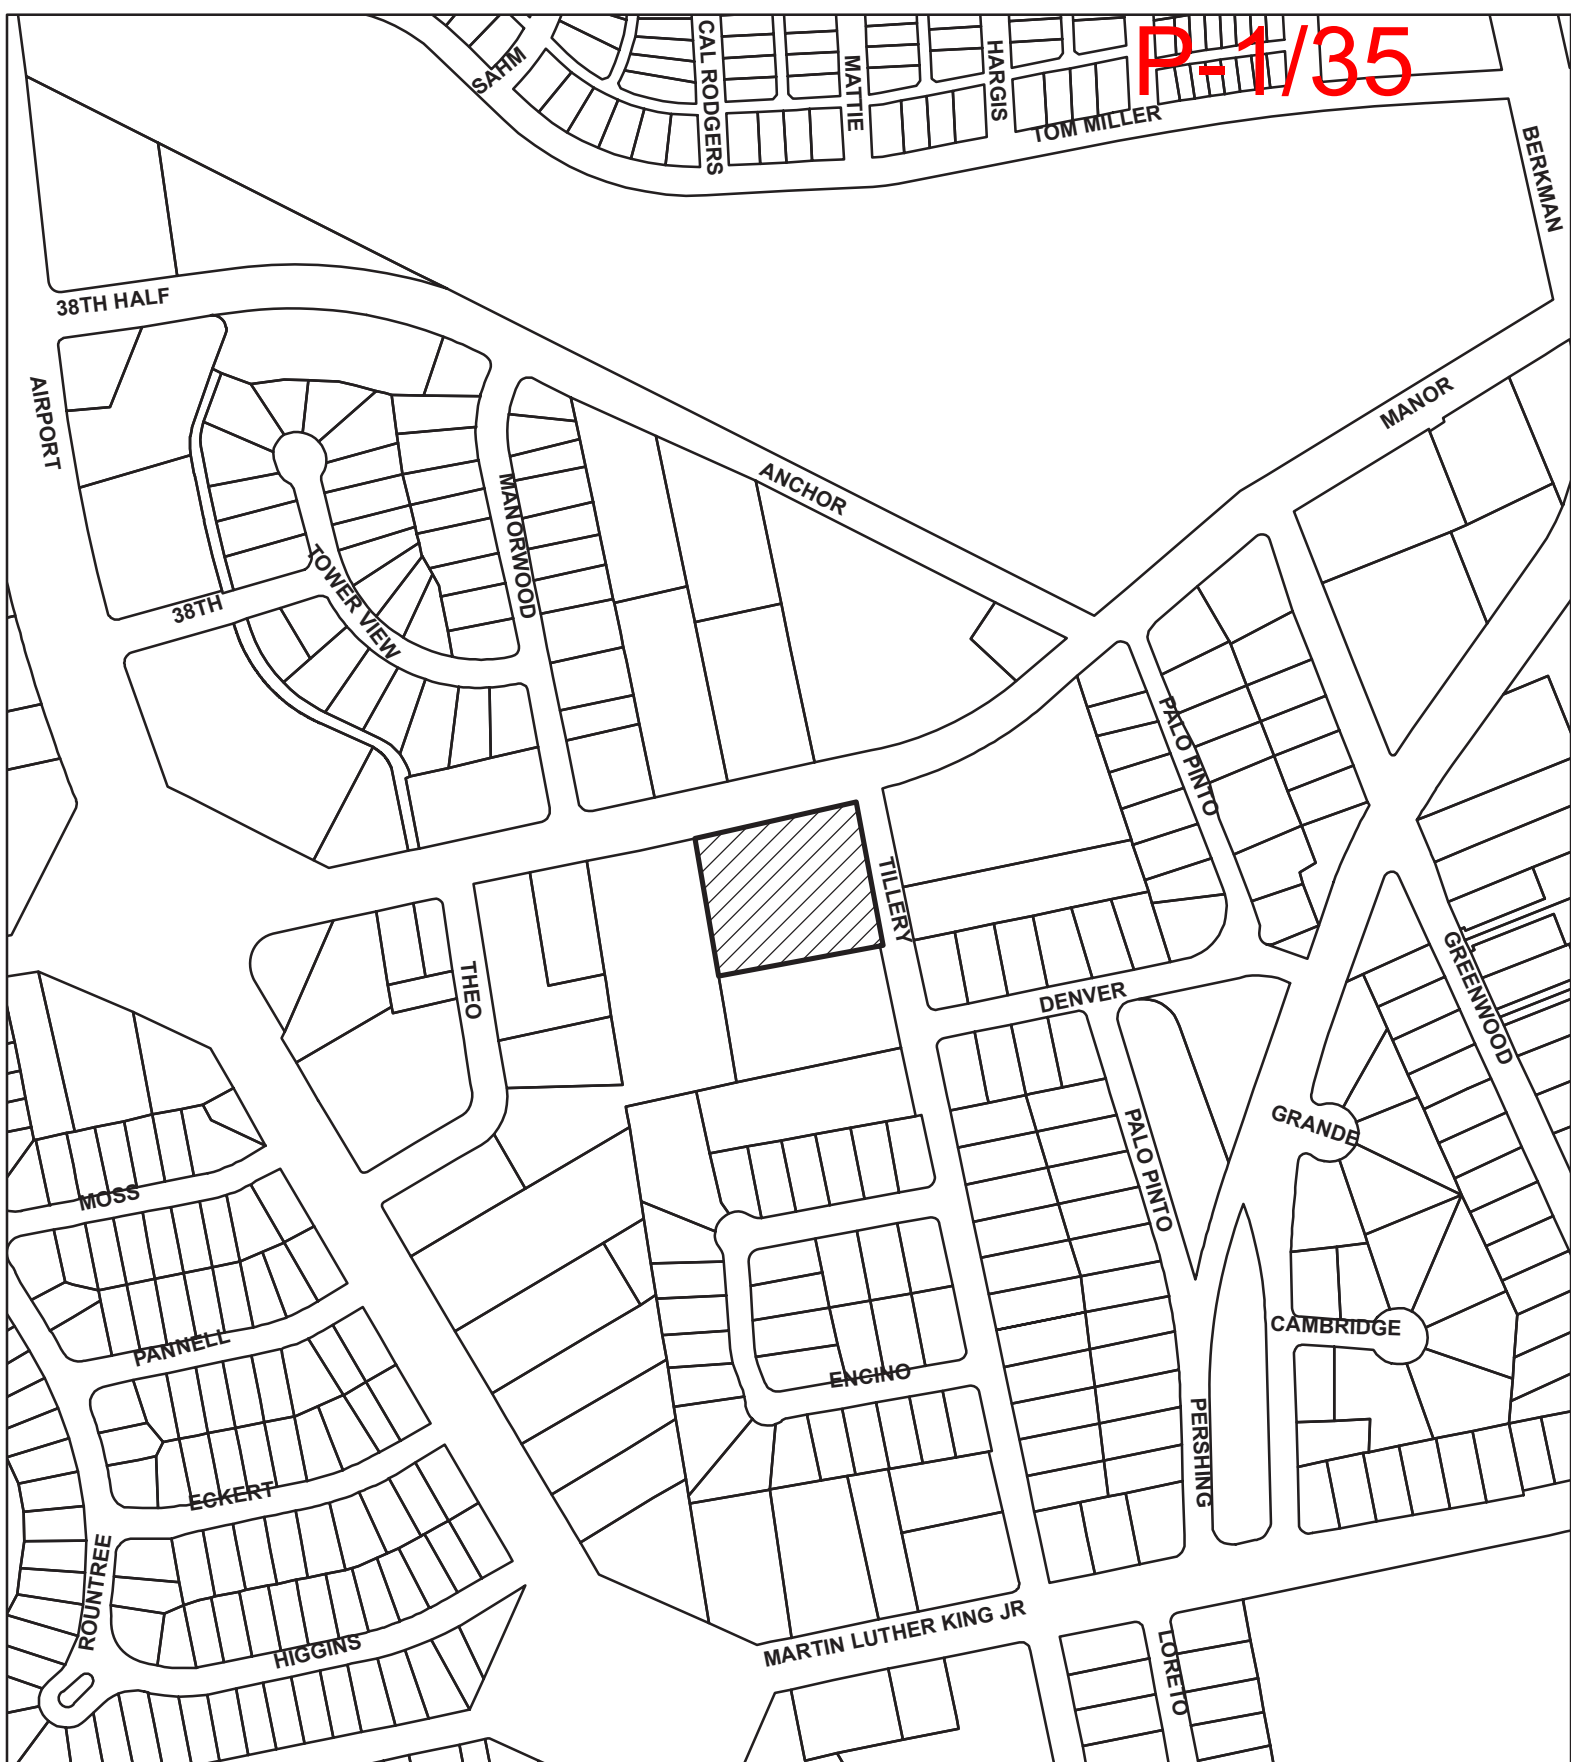 P-1/35
SAHM
CAL RODGERS
MATTIE
HARGIS
TOM MILLER
BERKMAN
38TH HALF
AIRPORT
MANOR
ANCHOR
MANORWOOD
TOWER VIEW
38TH
PALO PINTO
TILLERY
THEO
DENVER
GREENWOOD
GRANDE
PALO PINTO
MOSS
PANNELL
CAMBRIDGE
ENCINO
PERSHING
ECKERT
ROUNTREE
HIGGINS
MARTIN LUTHER KING JR
LORETO